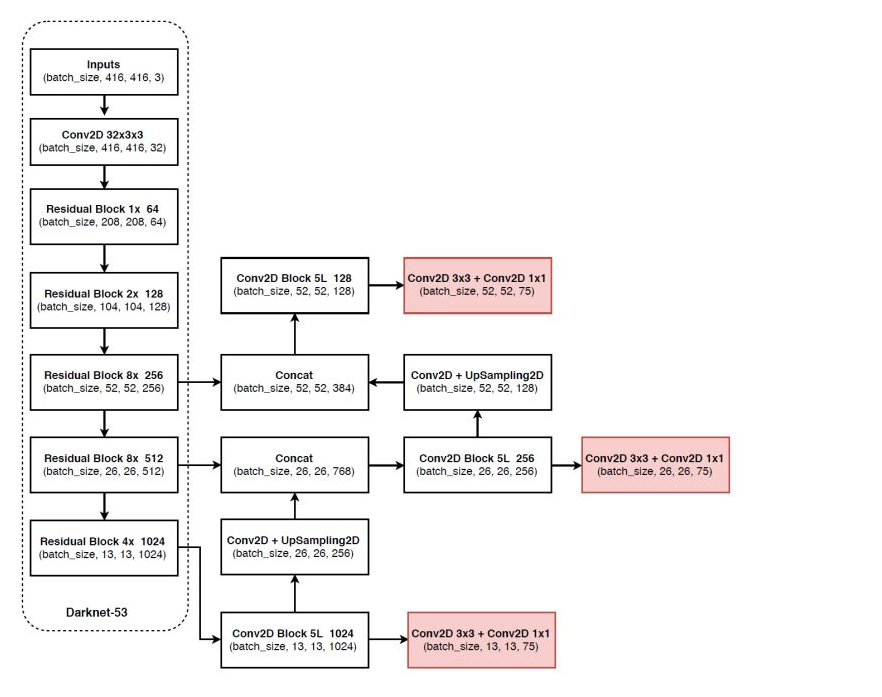 Inputs
(batch_size, 416, 416, 3)
Conv2D 32x3x3
(batch_size, 416, 416, 32)
Residual Block 1x 64
(batch_size, 208, 208, 64)
Residual Block 2x 128
(batch_size, 104, 104, 128)
Residual Block 8x 256
(batch_size, 52, 52, 256)
Residual Block 8x 512
(batch_size, 26, 26, 512)
Residual Block 4x 1024
(batch_size, 13, 13, 1024)
Darknet-53
Conv2D Block 5L 128
(batch_size, 52, 52, 128)
Conv2D 3x3 + Conv2D 1x1
(batch_size, 52, 52, 75)
Concat
(batch_size, 52, 52, 384)
Conv2D + UpSampling2D
(batch_size, 52, 52, 128)
Concat
(batch_size, 26, 26, 768)
Conv2D Block 5L 256
(batch_size, 26, 26, 256)
Conv2D 3x3 + Conv2D 1x1
(batch_size, 26, 26, 75)
Conv2D + UpSampling2D
(batch_size, 26, 26, 256)
Conv2D Block 5L 1024
(batch_size, 13, 13, 1024)
Conv2D 3x3 + Conv2D 1x1
(batch_size, 13, 13, 75)